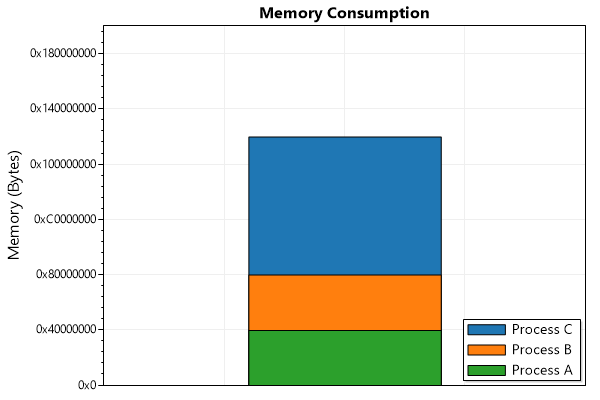 Memory Consumption
Memory (Bytes)
0x180000000
0x140000000
0x100000000
0xC0000000
0x80000000
0x40000000
0x0
Process C
Process B
Process A